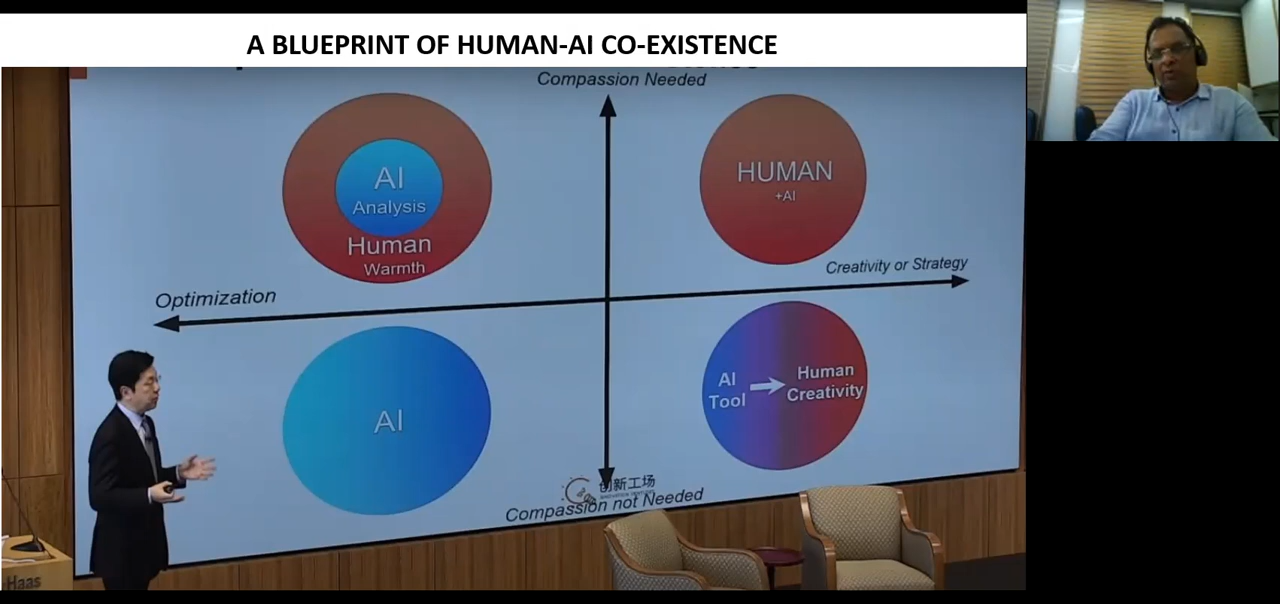 A BLUEPRINT OF HUMAN-AI CO-EXISTENCE
Compassion Needed
AI
Analysis
Human
Warmth
HUMAN
+AI
Creativity or Strategy
Optimization
AI
AI
Tool
Human
Creativity
创新工场
Compassion not Needed
Haas